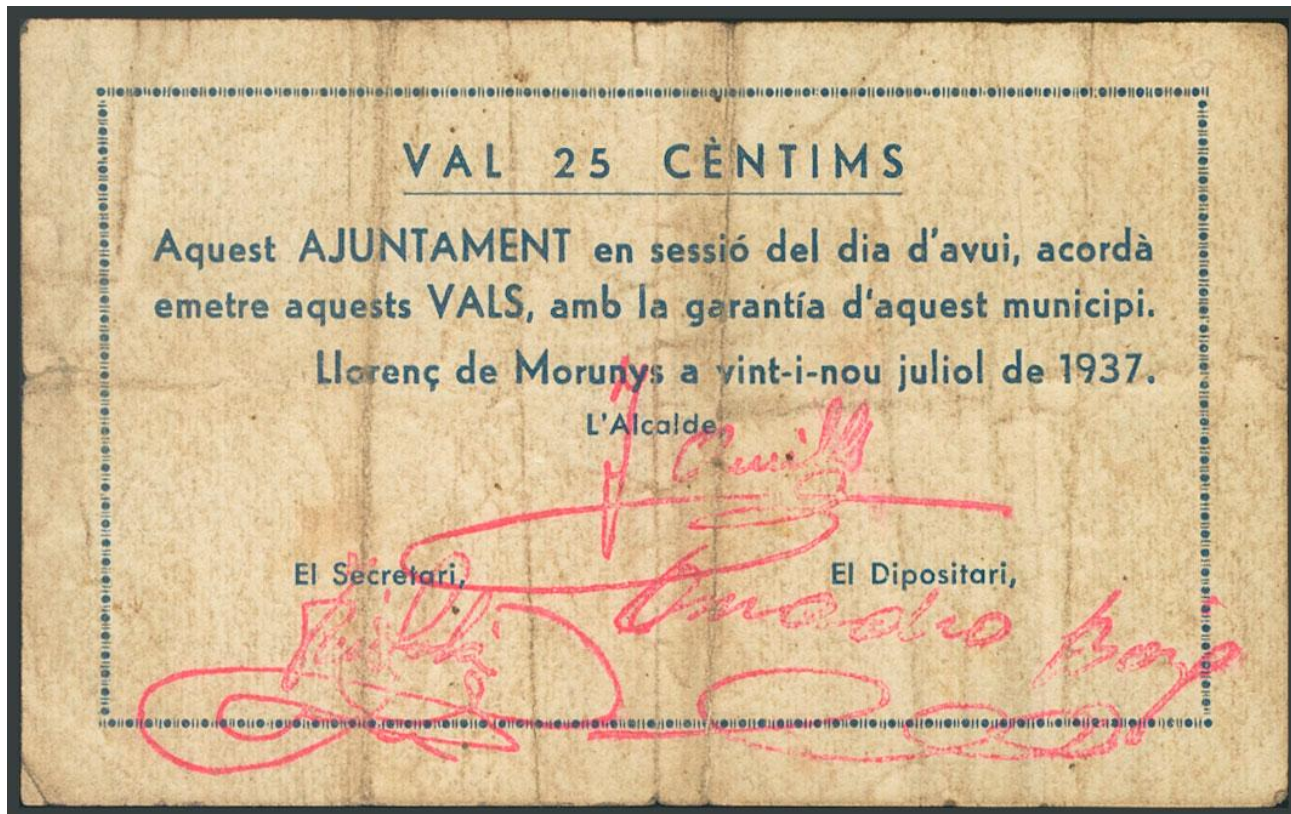 VAL 25 CÈNTIMS
Aquest AJUNTAMENT en sessió del dia d'avui, acordà
emetre aquests VALS, amb la garantía d'aquest municipi.
Llorenç de Morunys a vint-i-nou juliol de 1937.
L'Alcalde,
El Secretari,
El Dipositari,